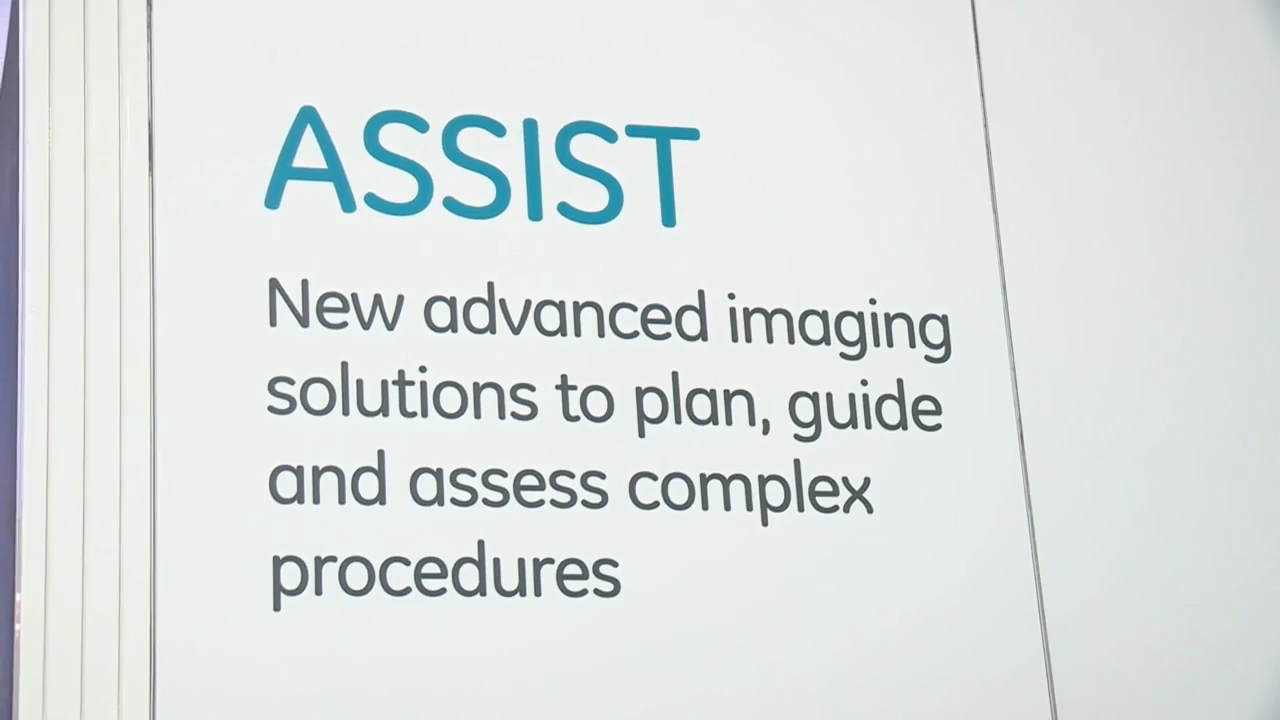 ASSIST
New advanced imaging
solutions to plan, guide
and assess complex
procedures